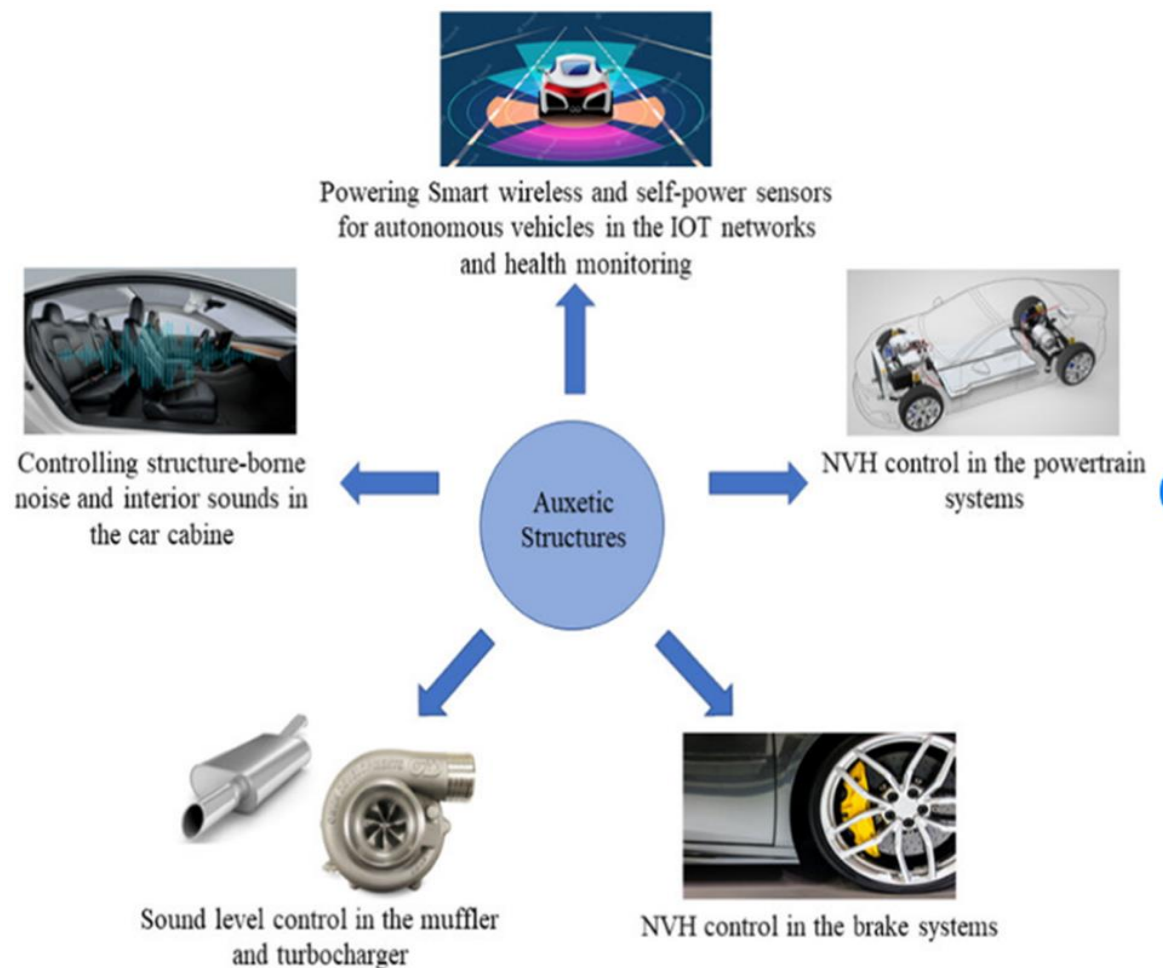 Powering Smart wireless and self-power sensors
for autonomous vehicles in the IOT networks
and health monitoring
Controlling structure-borne
noise and interior sounds in
the car cabine
NVH control in the powertrain
systems
Auxetic
Structures
Sound level control in the muffler
and turbocharger
NVH control in the brake systems